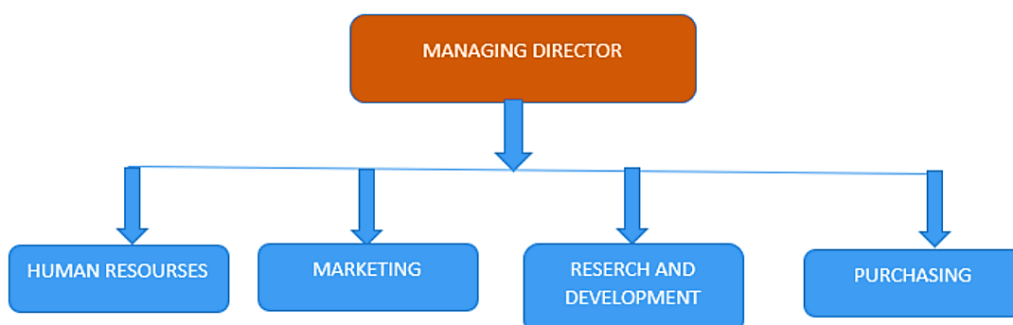 MANAGING DIRECTOR
HUMAN RESOURSES
MARKETING
RESERCH AND
DEVELOPMENT
PURCHASING